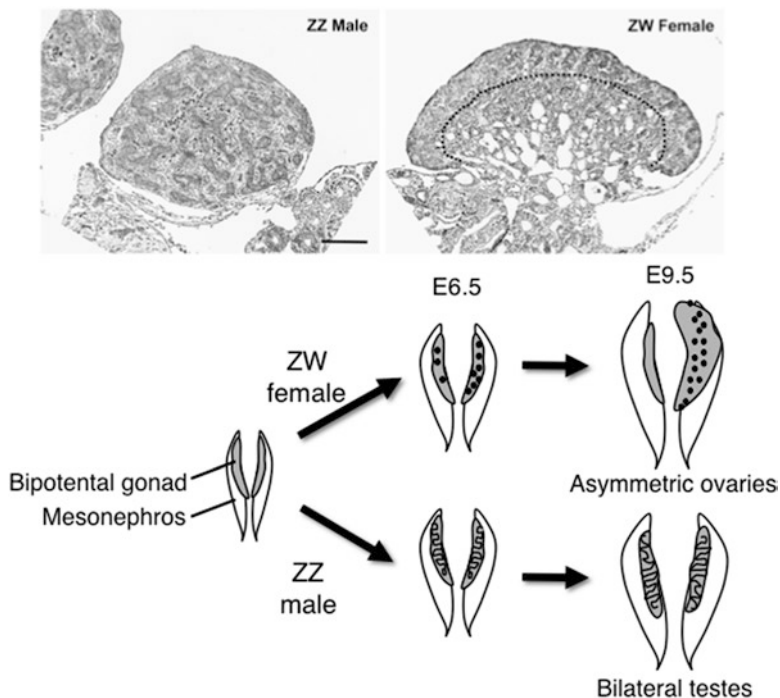 ZZ Male
ZW Female
E6.5
E9.5
ZW
female
Bipotental gonad
Mesonephros
Asymmetric ovaries
ZZ
male
Bilateral testes